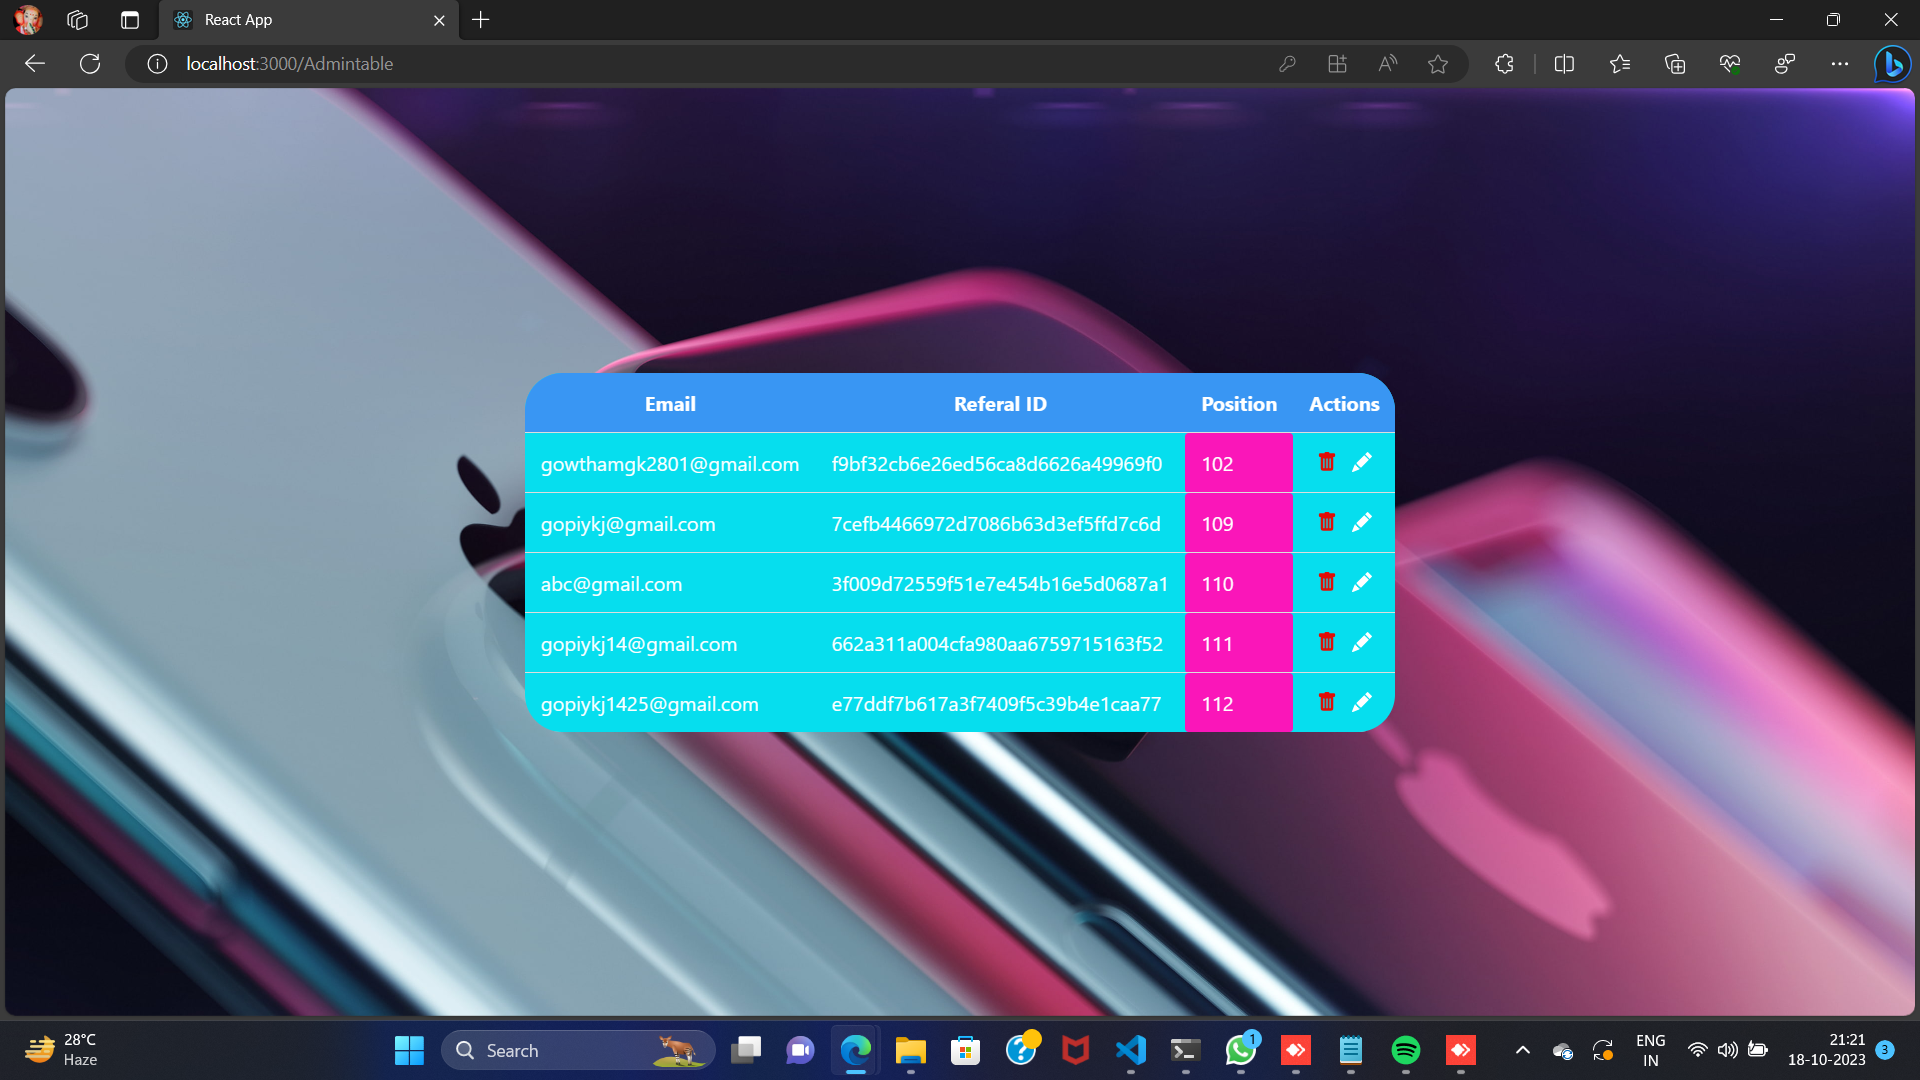 React App
localhost:3000/Admintable
Email Referal ID Position Actions
gowthamgk2801@gmail.com f9bf32cb6e26ed56ca8d6626a49969f0 102
gopiykj@gmail.com 7cefb4466972d7086b63d3ef5ffd7c6d 109
abc@gmail.com 3f009d72559f51e7e454b16e5d0687a1 110
gopiykj14@gmail.com 662a311a004cfa980aa6759715163f52 111
gopiykj1425@gmail.com e77ddf7b617a3f7409f5c39b4e1caa77 112
28°C
Haze
Search
1
ENG
IN
21:21
18-10-2023
3